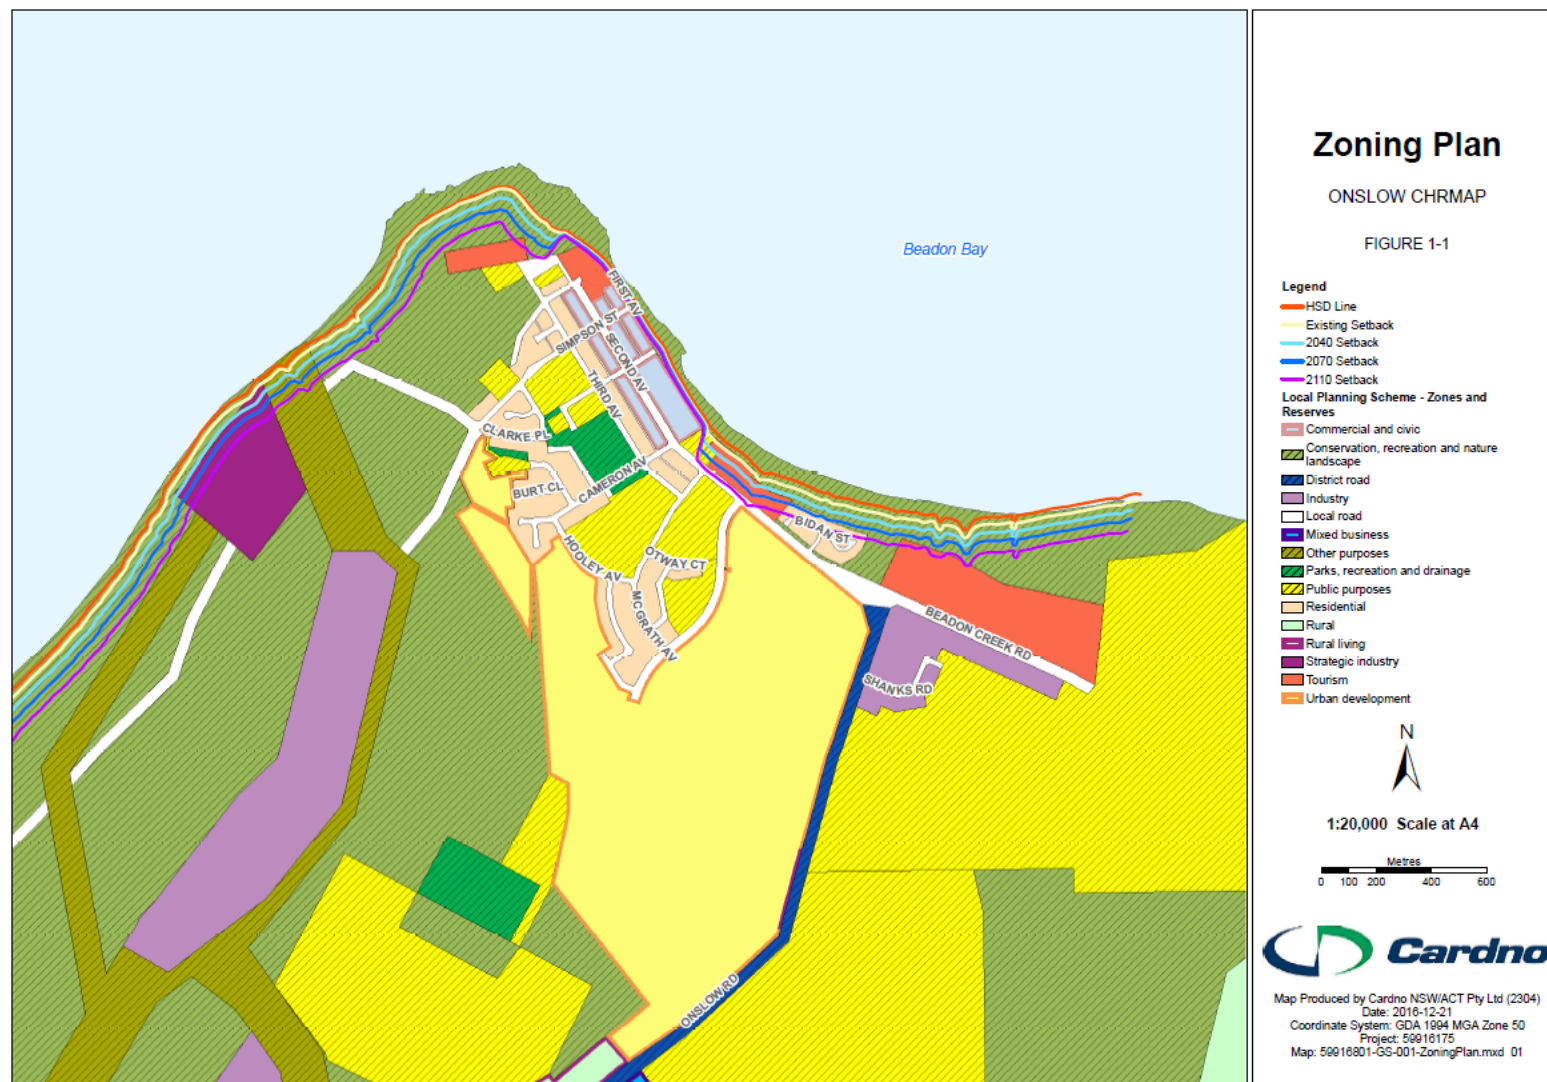 Zoning Plan
ONSLOW CHRMAP
FIGURE 1-1
Legend
HSD Line
Existing Setback
2040 Setback
2070 Setback
2110 Setback
Local Planning Scheme - Zones and
Reserves
Commercial and civic
Conservation, recreation and nature
landscape
District road
Industry
Local road
Mixed business
Other purposes
Parks, recreation and drainage
Public purposes
Residential
Rural
Rural living
Strategic industry
Tourism
Urban development
N
1:20,000 Scale at A4
Metres
0 100 200 400 600
Cardno
Map Produced by Cardno NSW/ACT Pty Ltd (2304)
Date: 2016-12-21
Coordinate System: GDA 1994 MGA Zone 50
Project: 59916175
Map: 59916801-GS-001-ZoningPlan.mxd 01
Beadon Bay
FIRST AV
SIMPSON ST
SECOND AV
THIRD AV
CLARKE PL
CAMERON AV
BURT CL
BIDAN ST
HOOLEY AV
OTWAY CT
MCGRATH AV
BEADON CREEK RD
SHANKS RD
ONSLOW RD